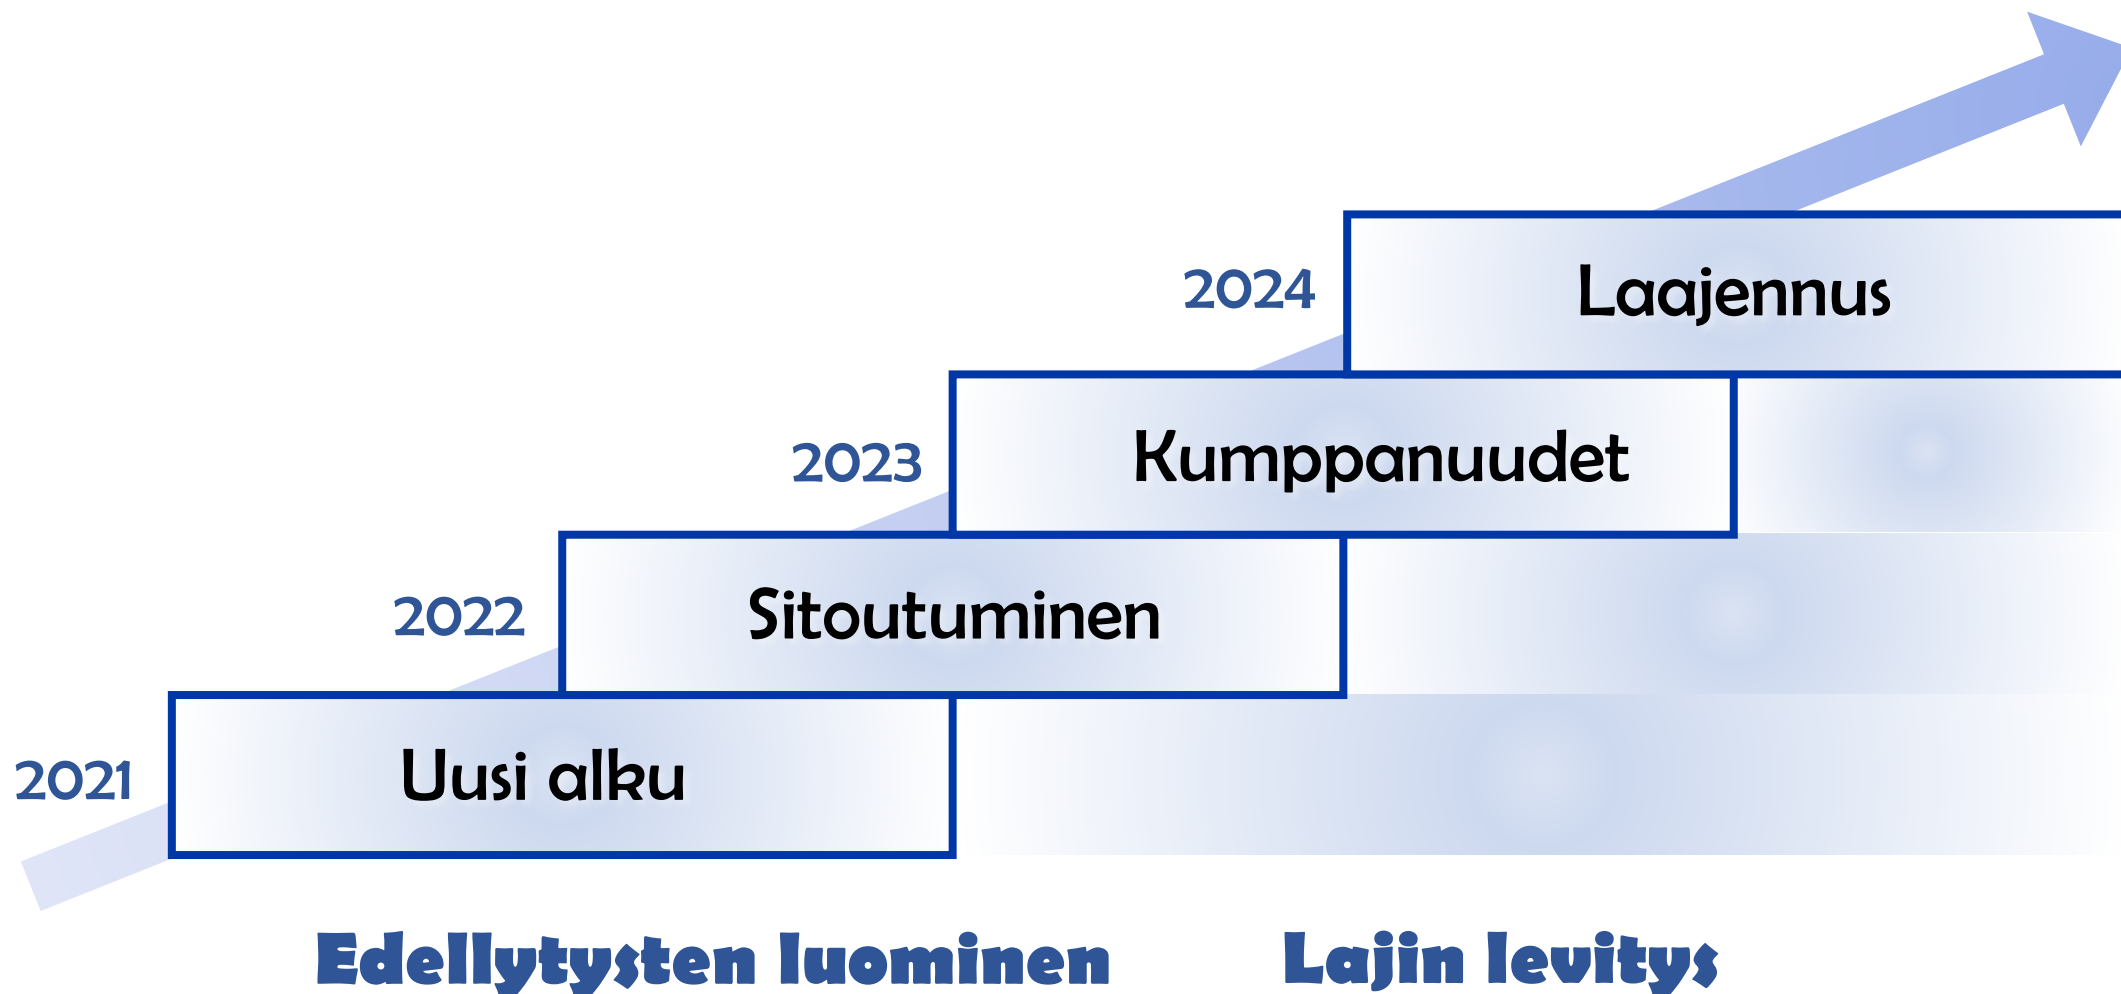 2024 Laajennus
2023 Kumppanuudet
2022 Sitoutuminen
2021 Uusi alku
Edellytysten luominen Lajin levitys